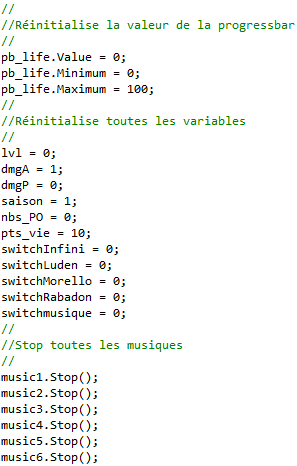 //
//Réinitialise la valeur de la progressbar
//
pb_life.Value = 0;
pb_life.Minimum = 0;
pb_life.Maximum = 100;
//
//Réinitialise toutes les variables
//
lvl = 0;
dmgA = 1;
dmgP = 0;
saison = 1;
nbs_PO = 0;
pts_vie = 10;
switchInfini = 0;
switchLuden = 0;
switchMorello = 0;
switchRabadon = 0;
switchmusique = 0;
//
//Stop toutes les musiques
//
music1.Stop();
music2.Stop();
music3.Stop();
music4.Stop();
music5.Stop();
music6.Stop();